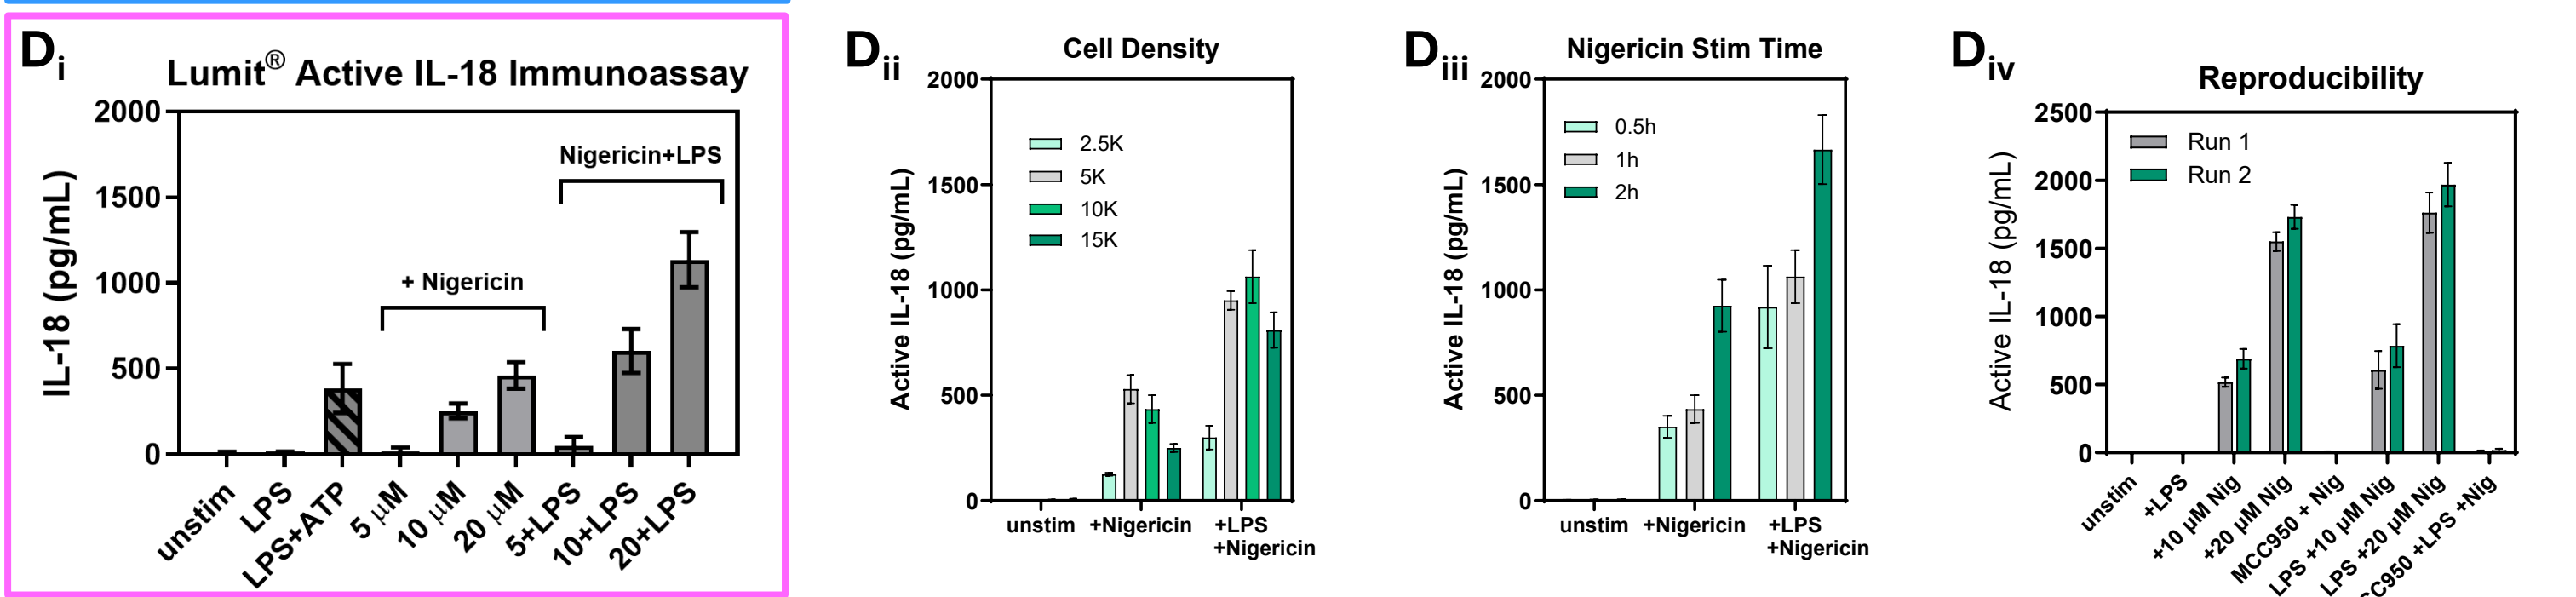 Di
Lumit® Active IL-18 Immunoassay
IL-18 (pg/mL)
2000
1500
1000
500
0
Nigericin+LPS
+ Nigericin
unstim
LPS
LPS+ATP
5 μM
10 μM
20 μM
5+LPS
10+LPS
20+LPS
Dii
Cell Density
Active IL-18 (pg/mL)
2000
1500
1000
500
0
2.5K
5K
10K
15K
unstim
+Nigericin
+LPS
+Nigericin
Diii
Nigericin Stim Time
Active IL-18 (pg/mL)
2000
1500
1000
500
0
0.5h
1h
2h
unstim
+Nigericin
+LPS
+Nigericin
Div
Reproducibility
Active IL-18 (pg/mL)
2500
2000
1500
1000
500
0
Run 1
Run 2
unstim
+LPS
+10 μM Nig
+20 μM Nig
MCC950 + Nig
LPS +10 μM Nig
LPS +20 μM Nig
C950 +LPS +Nig